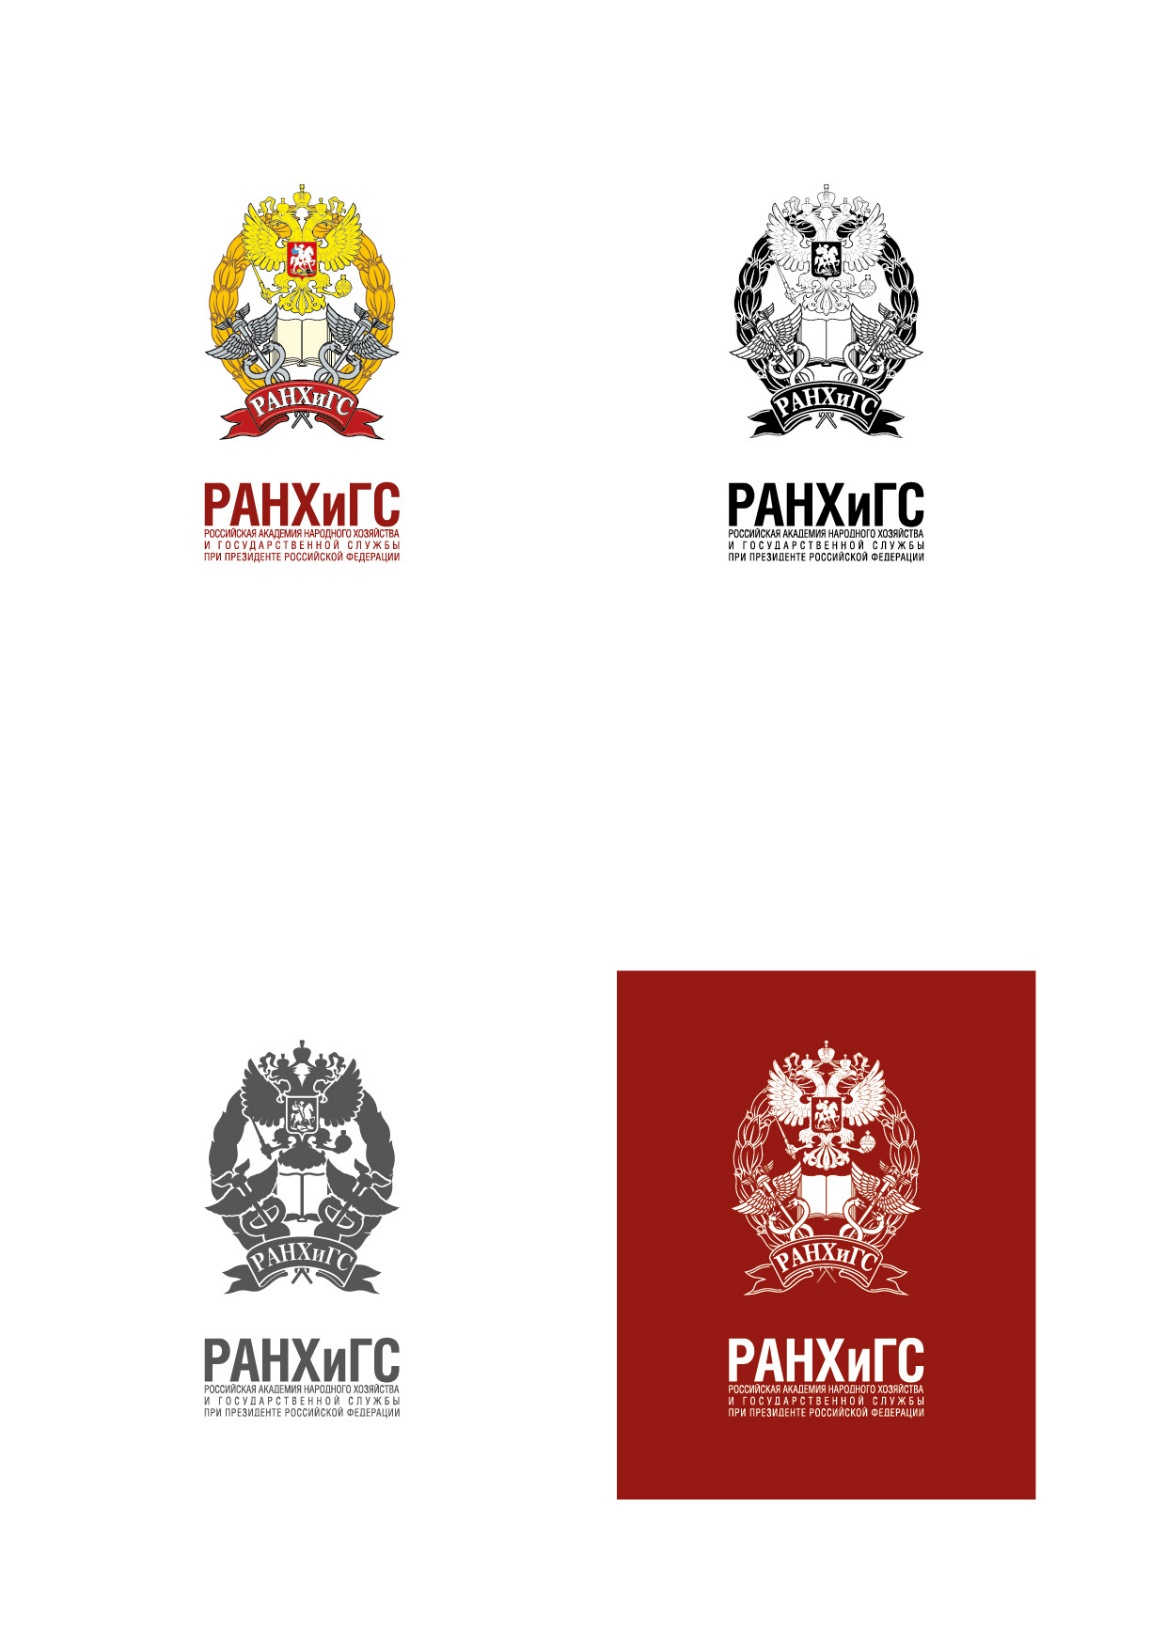 РАНХиГС
РАНХиГС
РОССИЙСКАЯ АКАДЕМИЯ НАРОДНОГО ХОЗЯЙСТВА
И ГОСУДАРСТВЕННОЙ СЛУЖБЫ
ПРИ ПРЕЗИДЕНТЕ РОССИЙСКОЙ ФЕДЕРАЦИИ
РАНХиГС
РАНХиГС
РОССИЙСКАЯ АКАДЕМИЯ НАРОДНОГО ХОЗЯЙСТВА
И ГОСУДАРСТВЕННОЙ СЛУЖБЫ
ПРИ ПРЕЗИДЕНТЕ РОССИЙСКОЙ ФЕДЕРАЦИИ
РАНХиГС
РАНХиГС
РОССИЙСКАЯ АКАДЕМИЯ НАРОДНОГО ХОЗЯЙСТВА
И ГОСУДАРСТВЕННОЙ СЛУЖБЫ
ПРИ ПРЕЗИДЕНТЕ РОССИЙСКОЙ ФЕДЕРАЦИИ
РАНХиГС
РАНХиГС
РОССИЙСКАЯ АКАДЕМИЯ НАРОДНОГО ХОЗЯЙСТВА
И ГОСУДАРСТВЕННОЙ СЛУЖБЫ
ПРИ ПРЕЗИДЕНТЕ РОССИЙСКОЙ ФЕДЕРАЦИИ